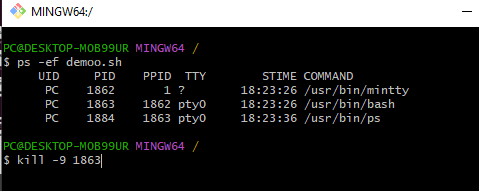 MINGW64:/
PC@DESKTOP-MOB99UR MINGW64 /
$ ps -ef demoo.sh
UID PID PPID TTY STIME COMMAND
PC 1862 1 ? 18:23:26 /usr/bin/mintty
PC 1863 1862 pty0 18:23:26 /usr/bin/bash
PC 1884 1863 pty0 18:23:36 /usr/bin/ps
PC@DESKTOP-MOB99UR MINGW64 /
$ kill -9 1863